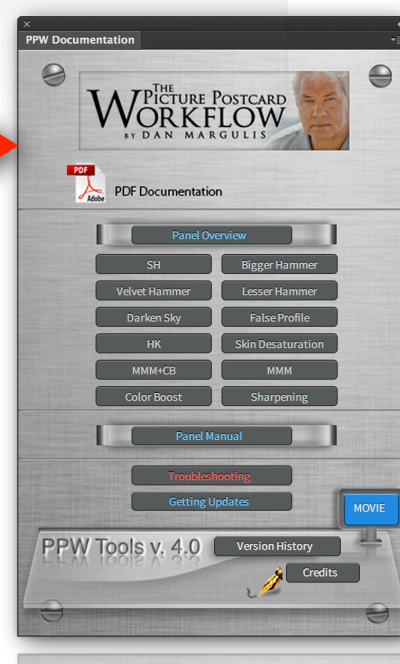 PPW Documentation
THE
PICTURE POSTCARD
WORKFLOW
BY DAN MARGULIS
PDF
Adobe
PDF Documentation
Panel Overview
SH
Bigger Hammer
Velvet Hammer
Lesser Hammer
Darken Sky
False Profile
HK
Skin Desaturation
MMM+CB
MMM
Color Boost
Sharpening
Panel Manual
Troubleshooting
Getting Updates
MOVIE
PPW Tools v. 4.0
Version History
Credits